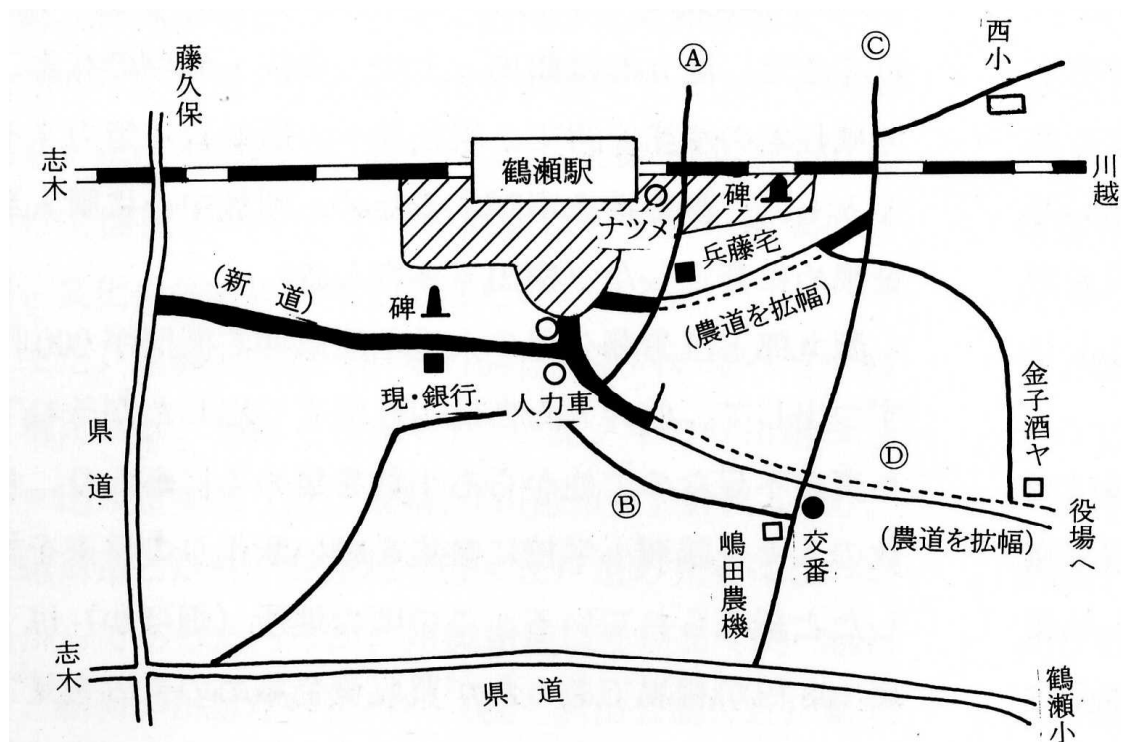 藤久保
Ⓐ
Ⓒ
西小
志木
鶴瀬駅
川越
碑
ナツメ
兵藤宅
(新道)
碑
(農道を拡幅)
現・銀行
人力車
金子酒ヤ
県道
Ⓑ
Ⓓ
(農道を拡幅)
役場へ
嶋田農機
交番
志木
県道
鶴瀬小